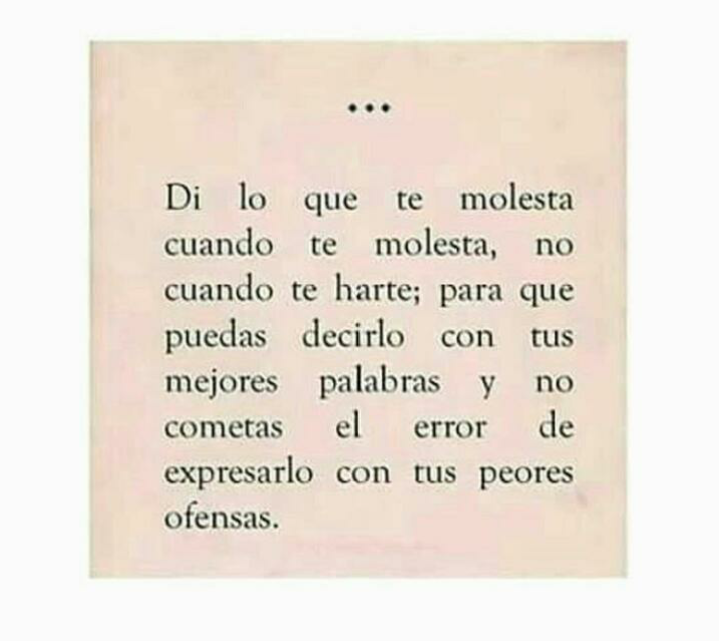 ...
Di lo que te molesta
cuando te molesta, no
cuando te harte; para que
puedas decirlo con tus
mejores palabras y no
cometas el error de
expresarlo con tus peores
ofensas.